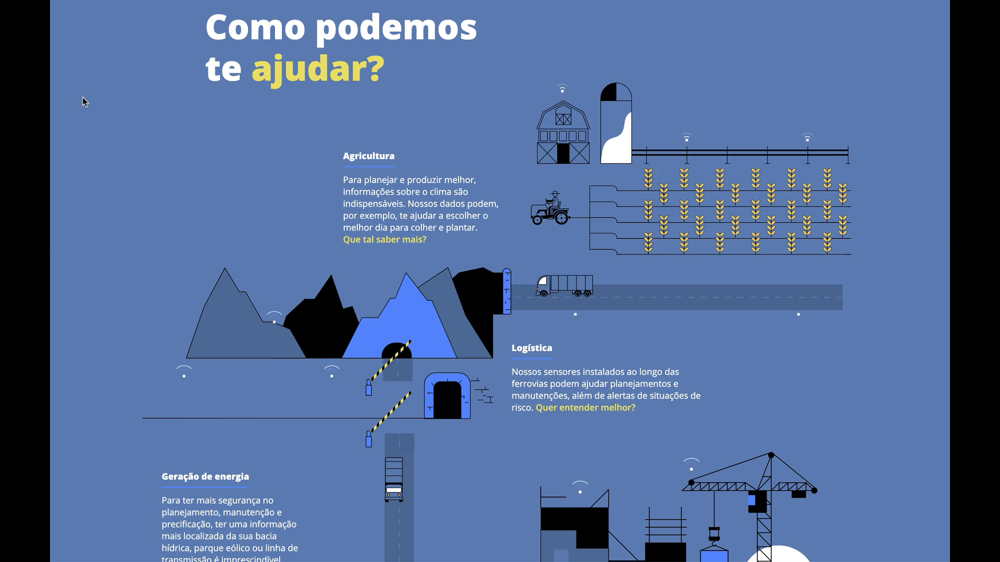 Como podemos
te ajudar?
Agricultura
Para planejar e produzir melhor,
informações sobre o clima são
indispensáveis. Nossos dados podem,
por exemplo, te ajudar a escolher o
melhor dia para colher e plantar.
Que tal saber mais?
Logística
Nossos sensores instalados ao longo das
ferrovias podem ajudar planejamentos e
manutenções, além de alertas de situações de
risco. Quer entender melhor?
Geração de energia
Para ter mais segurança no
planejamento, manutenção e
precificação, ter uma informação
mais localizada da sua bacia
hídrica, parque eólico ou linha de
transmissão é imprescindível